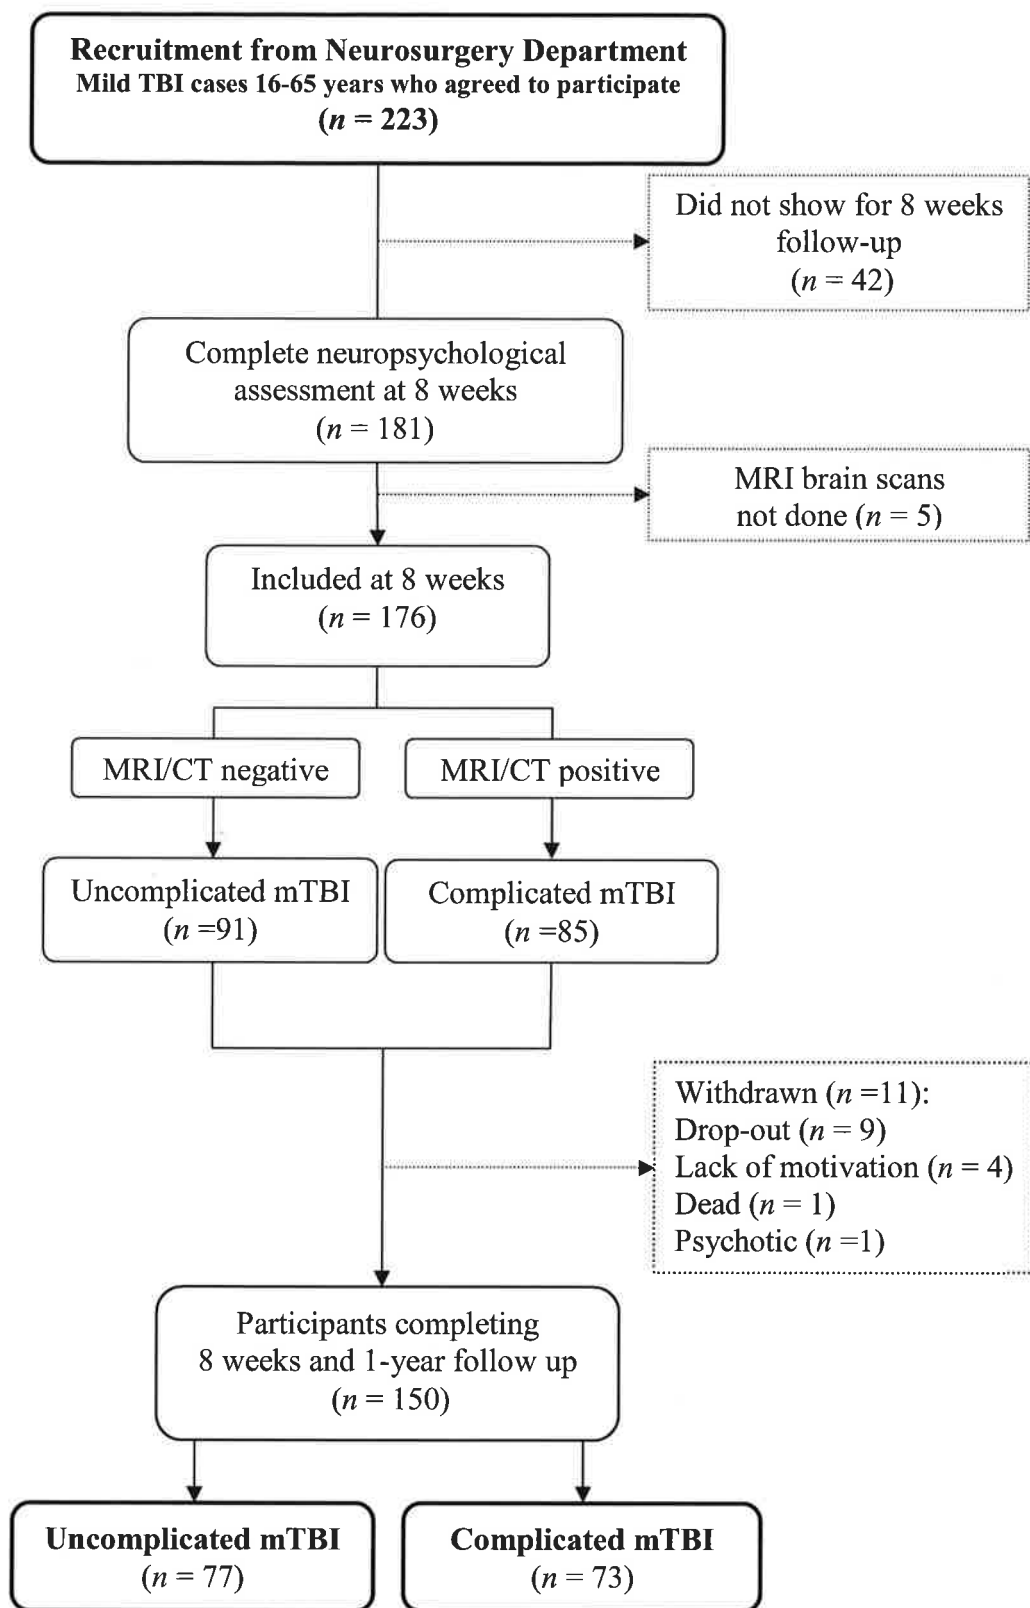 Recruitment from Neurosurgery Department
Mild TBI cases 16-65 years who agreed to participate
(n = 223)
Did not show for 8 weeks
follow-up
(n = 42)
Complete neuropsychological
assessment at 8 weeks
(n = 181)
MRI brain scans
not done (n = 5)
Included at 8 weeks
(n = 176)
MRI/CT negative
MRI/CT positive
Uncomplicated mTBI
(n =91)
Complicated mTBI
(n =85)
Withdrawn (n =11):
Drop-out (n = 9)
Lack of motivation (n = 4)
Dead (n = 1)
Psychotic (n =1)
Participants completing
8 weeks and 1-year follow up
(n = 150)
Uncomplicated mTBI
(n = 77)
Complicated mTBI
(n = 73)